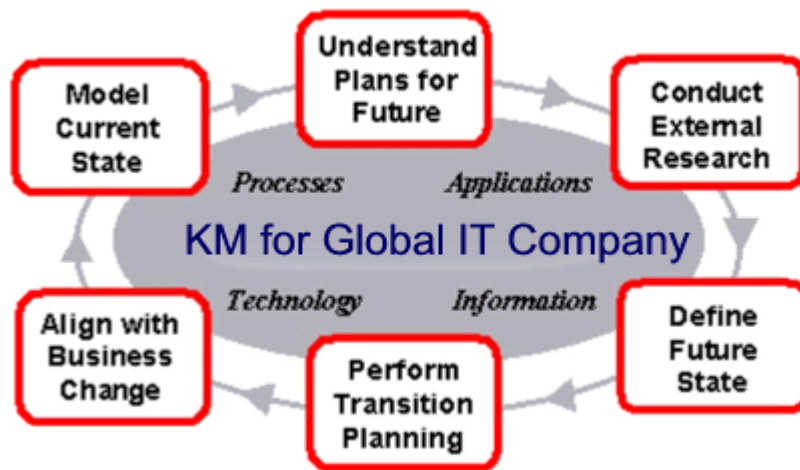 Understand
Plans for
Future
Model
Current
State
Conduct
External
Research
Processes
Applications
KM for Global IT Company
Technology
Information
Align with
Business
Change
Define
Future
State
Perform
Transition
Planning